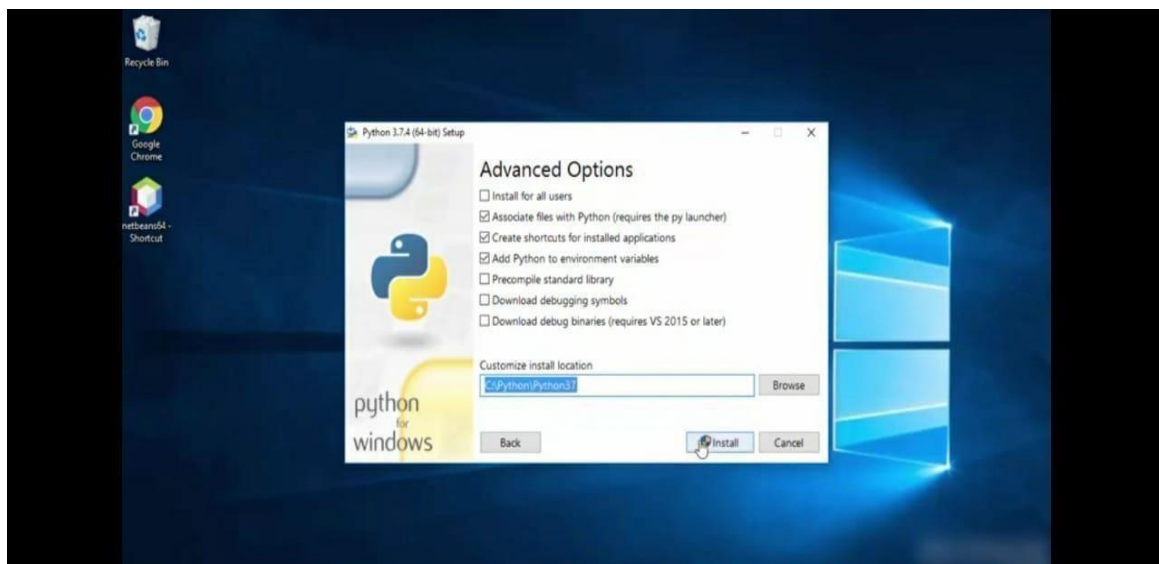 Recycle Bin
Google
Chrome
netbeans64 -
Shortcut
Python 3.7.4 (64-bit) Setup
Advanced Options
Install for all users
Associate files with Python (requires the py launcher)
Create shortcuts for installed applications
Add Python to environment variables
Precompile standard library
Download debugging symbols
Download debug binaries (requires VS 2015 or later)
Customize install location
C:\Python\Python37
Browse
python
for
windows
Back
Install
Cancel